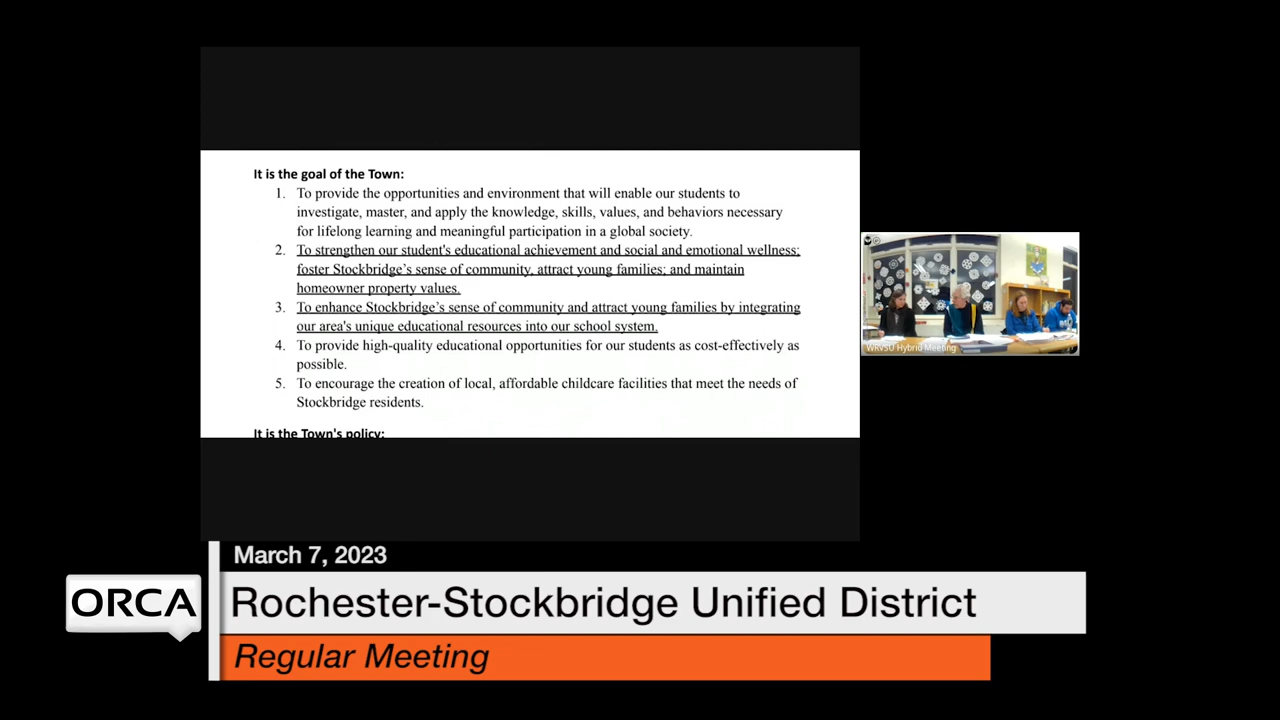 It is the goal of the Town:
1. To provide the opportunities and environment that will enable our students to
investigate, master, and apply the knowledge, skills, values, and behaviors necessary
for lifelong learning and meaningful participation in a global society.
2. To strengthen our student's educational achievement and social and emotional wellness;
foster Stockbridge's sense of community, attract young families; and maintain
homeowner property values.
3. To enhance Stockbridge's sense of community and attract young families by integrating
our area's unique educational resources into our school system.
4. To provide high-quality educational opportunities for our students as cost-effectively as
possible.
5. To encourage the creation of local, affordable childcare facilities that meet the needs of
Stockbridge residents.
It is the Town's policy:
WRVSU Hybrid Meeting
March 7, 2023
ORCA
Rochester-Stockbridge Unified District
Regular Meeting